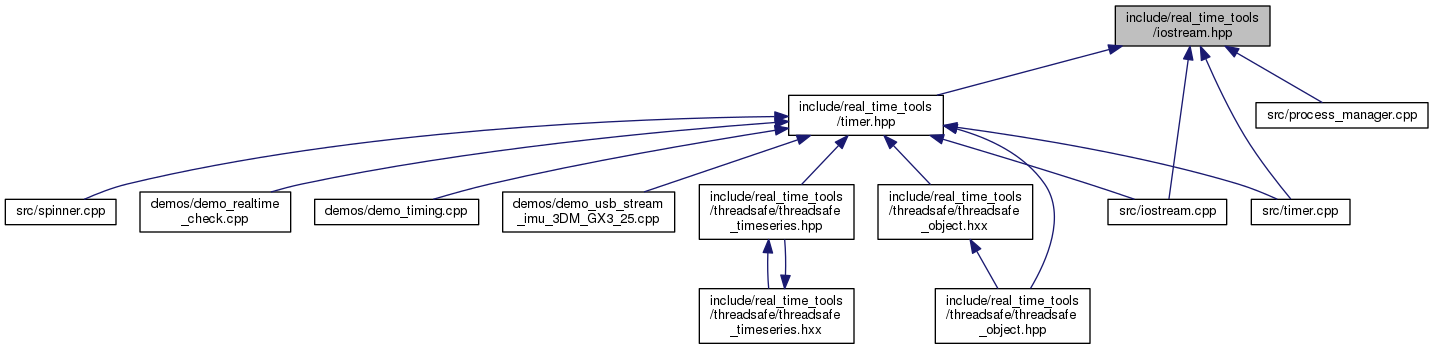 include/real_time_tools
/iostream.hpp
include/real_time_tools
/timer.hpp
src/process_manager.cpp
src/spinner.cpp
demos/demo_realtime
_check.cpp
demos/demo_timing.cpp
demos/demo_usb_stream
_imu_3DM_GX3_25.cpp
include/real_time_tools
/threadsafe/threadsafe
_timeseries.hpp
include/real_time_tools
/threadsafe/threadsafe
_object.hxx
src/iostream.cpp
src/timer.cpp
include/real_time_tools
/threadsafe/threadsafe
_timeseries.hxx
include/real_time_tools
/threadsafe/threadsafe
_object.hpp